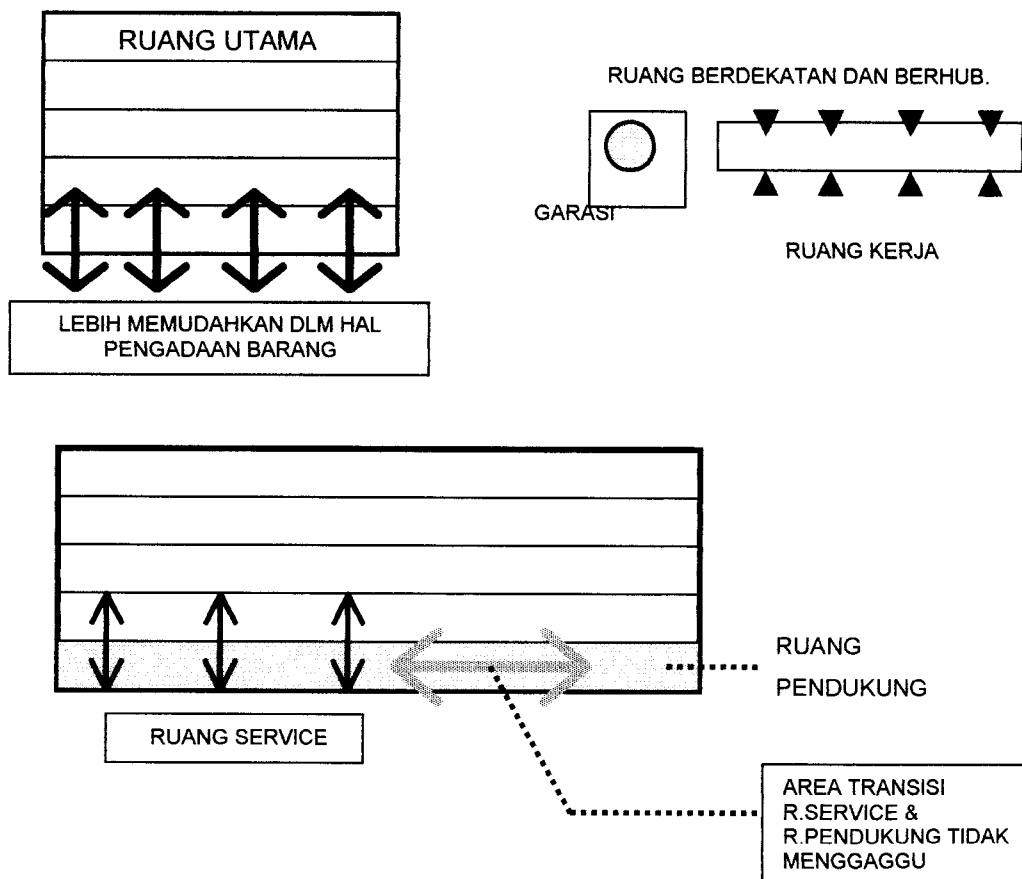 RUANG UTAMA
RUANG BERDEKATAN DAN BERHUB.
GARASI
RUANG KERJA
LEBIH MEMUDAHKAN DLM HAL
PENGADAAN BARANG
RUANG
PENDUKUNG
RUANG SERVICE
AREA TRANSISI
R.SERVICE &
R.PENDUKUNG TIDAK
MENGGAGGU